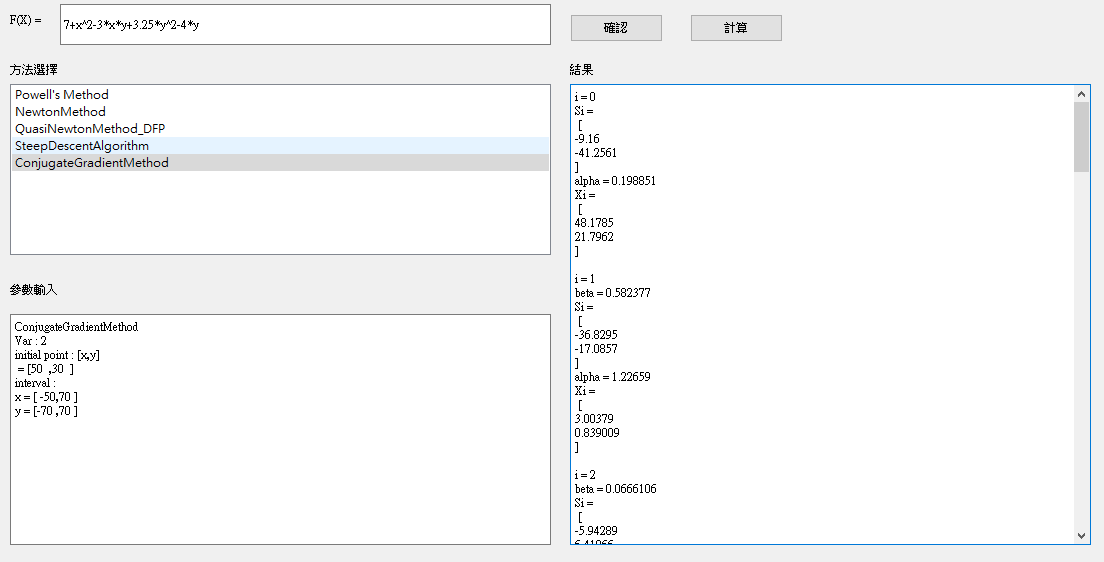 F(X) =
7+x^2-3*x*y+3.25*y^2-4*y
確認
計算
方法選擇
Powell's Method
NewtonMethod
QuasiNewtonMethod_DFP
SteepDescentAlgorithm
ConjugateGradientMethod
參數輸入
ConjugateGradientMethod
Var : 2
initial point : [x,y]
= [50 ,30 ]
interval :
x = [ -50,70 ]
y = [-70 ,70 ]
結果
i = 0
Si =
[
-9.16
-41.2561
]
alpha = 0.198851
Xi =
[
48.1785
21.7962
]
i = 1
beta = 0.582377
Si =
[
-36.8295
-17.0857
]
alpha = 1.22659
Xi =
[
3.00379
0.839009
]
i = 2
beta = 0.0666106
Si =
[
-5.94289